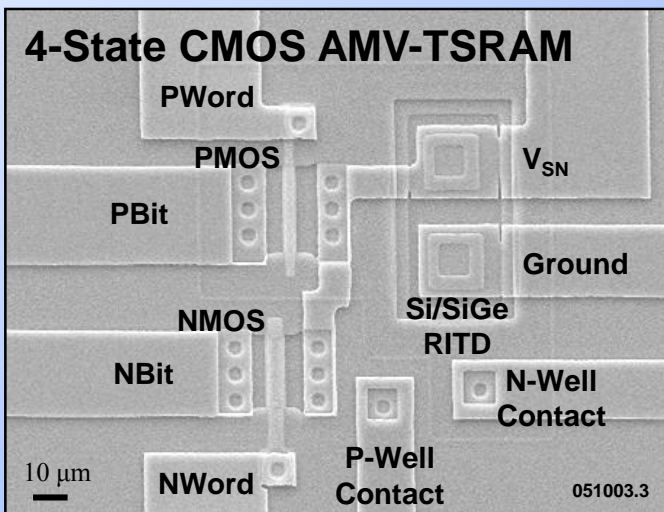 4-State CMOS AMV-TSRAM
PWord
PMOS
V_SN
PBit
Ground
Si/SiGe
RITD
NMOS
NBit
N-Well
Contact
P-Well
Contact
NWord
10 μm
051003.3